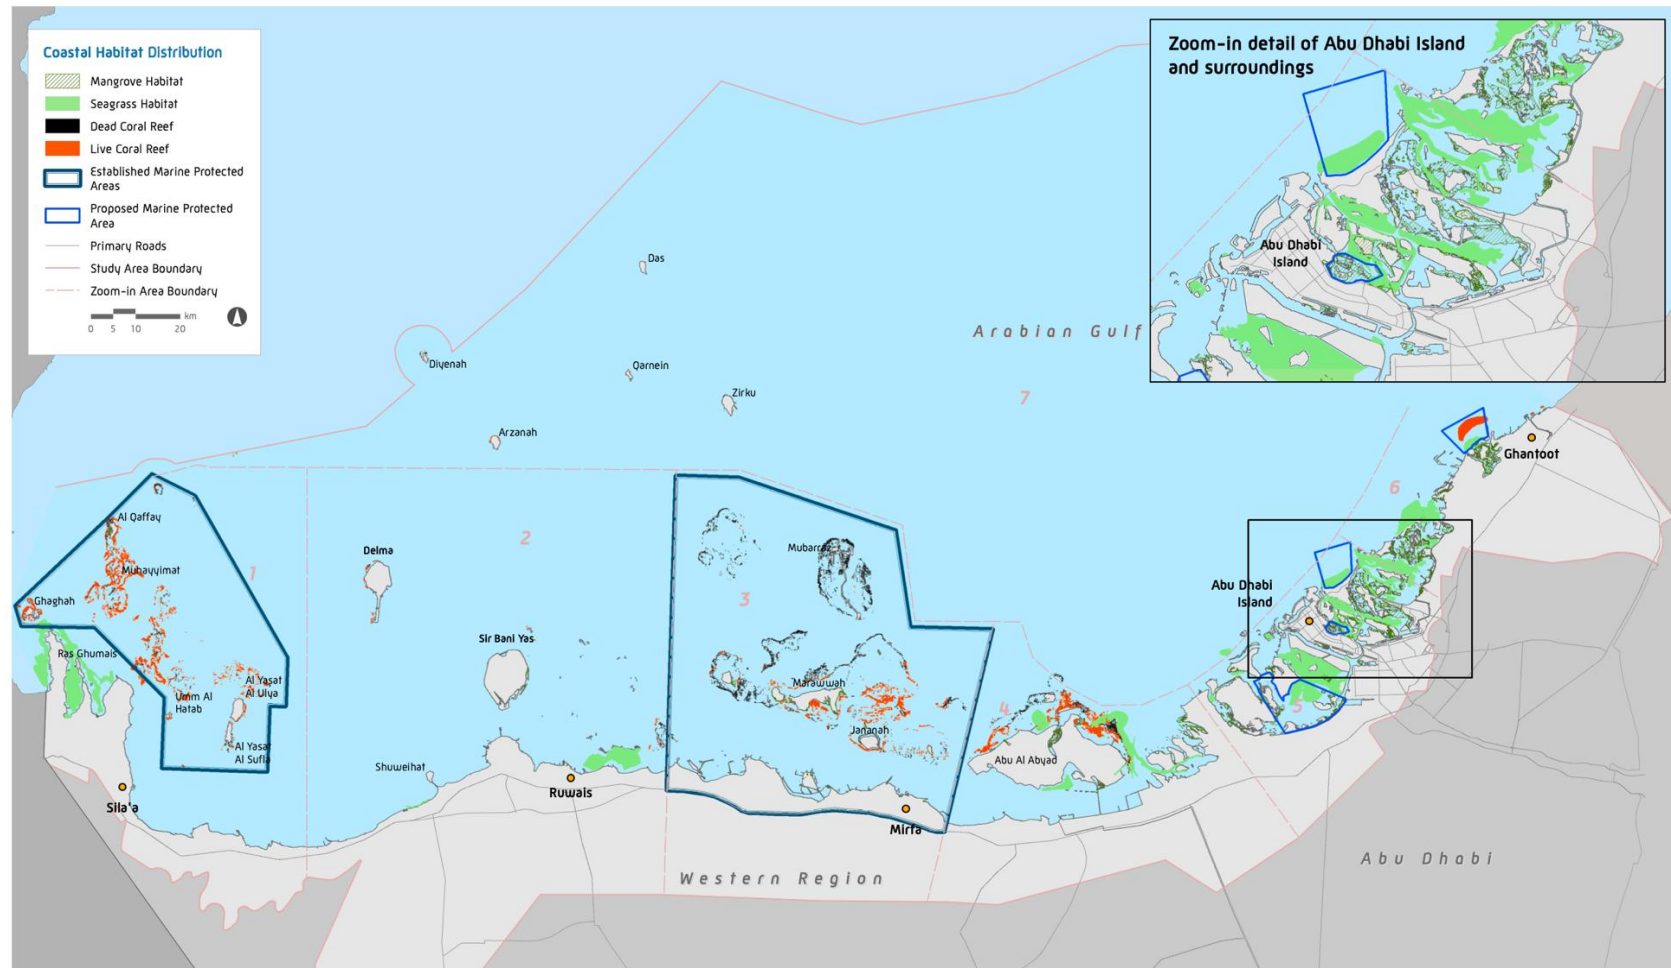 Coastal Habitat Distribution
Mangrove Habitat
Seagrass Habitat
Dead Coral Reef
Live Coral Reef
Established Marine Protected
Areas
Proposed Marine Protected
Area
Primary Roads
Study Area Boundary
Zoom-in Area Boundary
km
0 5 10 20
Zoom-in detail of Abu Dhabi Island
and surroundings
Abu Dhabi
Island
Das
Arabian Gulf
Diyenah
Qarnein
Zirku
7
Arzanah
Ghantoot
6
Al Qaffay
2
Delma
Mubarraz
Muhayyimat
1
Abu Dhabi
Island
Ghaghah
3
Sir Bani Yas
Ras Ghumais
Al Yasat
Al Ulya
Umm Al
Hatab
Marawwah
4
5
Jananah
Al Yasat
Al Sufla
Abu Al Abyad
Shuweihat
Ruwais
Sila'a
Mirfa
Western Region
Abu Dhabi